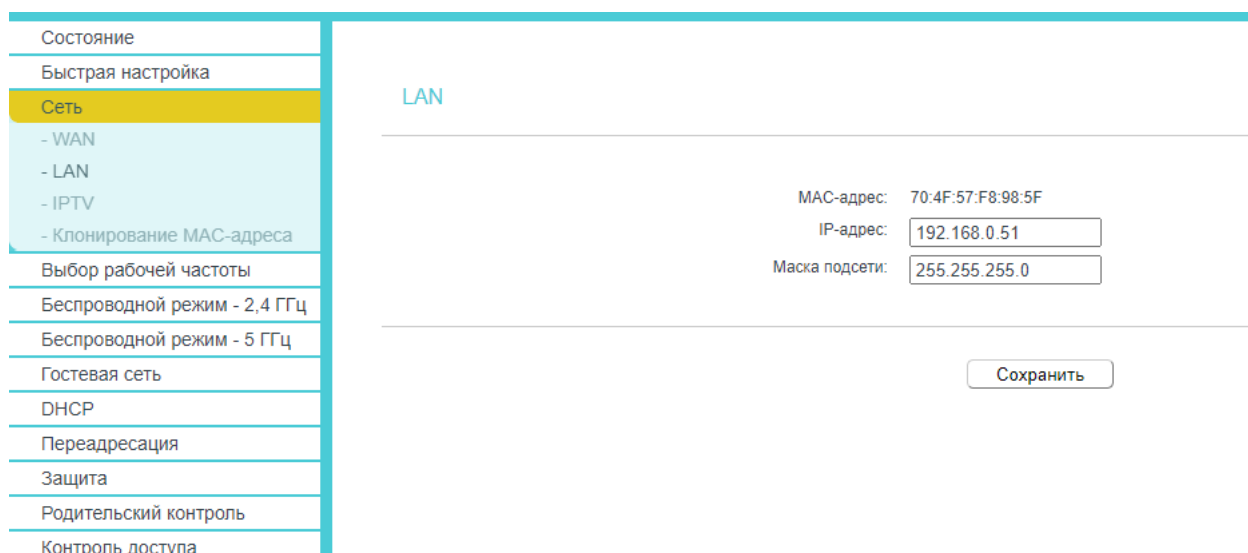 Состояние
Быстрая настройка
Сеть
- WAN
- LAN
- IPTV
- Клонирование MAC-адреса
Выбор рабочей частоты
Беспроводной режим - 2,4 ГГц
Беспроводной режим - 5 ГГц
Гостевая сеть
DHCP
Переадресация
Защита
Родительский контроль
Контроль доступа
LAN
MAC-адрес: 70:4F:57:F8:98:5F
IP-адрес: 192.168.0.51
Маска подсети: 255.255.255.0
Сохранить